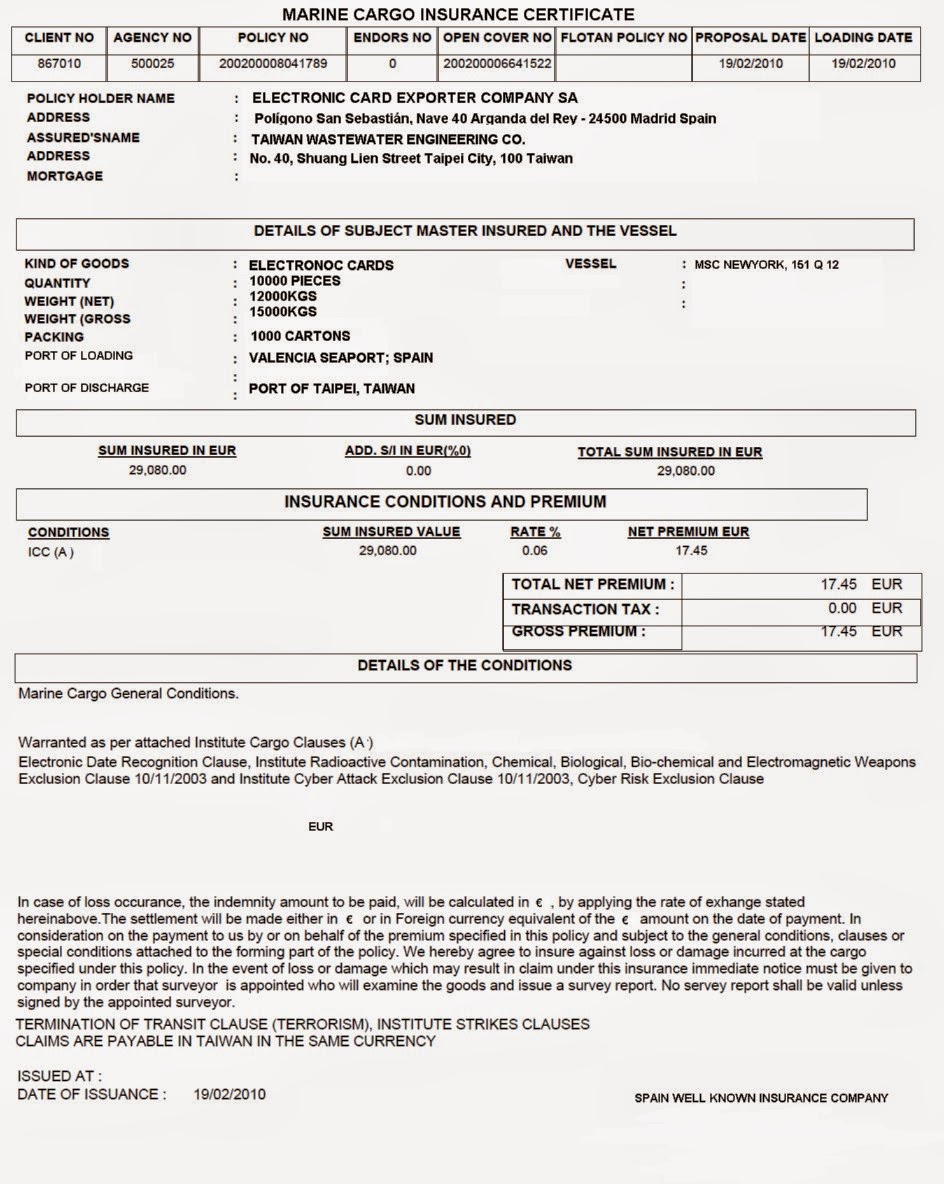 MARINE CARGO INSURANCE CERTIFICATE
CLIENT NO AGENCY NO POLICY NO ENDORS NO OPEN COVER NO FLOTAN POLICY NO PROPOSAL DATE LOADING DATE
867010 500025 200200008041789 0 200200006641522 19/02/2010 19/02/2010
POLICY HOLDER NAME : ELECTRONIC CARD EXPORTER COMPANY SA
ADDRESS : Polígono San Sebastián, Nave 40 Arganda del Rey - 24500 Madrid Spain
ASSURED'SNAME : TAIWAN WASTEWATER ENGINEERING CO.
ADDRESS : No. 40, Shuang Lien Street Taipei City, 100 Taiwan
MORTGAGE :
DETAILS OF SUBJECT MASTER INSURED AND THE VESSEL
KIND OF GOODS : ELECTRONOC CARDS VESSEL : MSC NEWYORK, 151 Q 12
QUANTITY : 10000 PIECES :
WEIGHT (NET) : 12000KGS :
WEIGHT (GROSS : 15000KGS
PACKING : 1000 CARTONS
PORT OF LOADING : VALENCIA SEAPORT; SPAIN
:
PORT OF DISCHARGE : PORT OF TAIPEI, TAIWAN
SUM INSURED
SUM INSURED IN EUR ADD. S/I IN EUR(%0) TOTAL SUM INSURED IN EUR
29,080.00 0.00 29,080.00
INSURANCE CONDITIONS AND PREMIUM
CONDITIONS SUM INSURED VALUE RATE % NET PREMIUM EUR
ICC (A ) 29,080.00 0.06 17.45
TOTAL NET PREMIUM : 17.45 EUR
TRANSACTION TAX : 0.00 EUR
GROSS PREMIUM : 17.45 EUR
DETAILS OF THE CONDITIONS
Marine Cargo General Conditions.
Warranted as per attached Institute Cargo Clauses (A )
Electronic Date Recognition Clause, Institute Radioactive Contamination, Chemical, Biological, Bio-chemical and Electromagnetic Weapons
Exclusion Clause 10/11/2003 and Institute Cyber Attack Exclusion Clause 10/11/2003, Cyber Risk Exclusion Clause
EUR
In case of loss occurance, the indemnity amount to be paid, will be calculated in € , by applying the rate of exhange stated
hereinabove.The settlement will be made either in € or in Foreign currency equivalent of the € amount on the date of payment. In
consideration on the payment to us by or on behalf of the premium specified in this policy and subject to the general conditions, clauses or
special conditions attached to the forming part of the policy. We hereby agree to insure against loss or damage incurred at the cargo
specified under this policy. In the event of loss or damage which may result in claim under this insurance immediate notice must be given to
company in order that surveyor is appointed who will examine the goods and issue a survey report. No servey report shall be valid unless
signed by the appointed surveyor.
TERMINATION OF TRANSIT CLAUSE (TERRORISM), INSTITUTE STRIKES CLAUSES
CLAIMS ARE PAYABLE IN TAIWAN IN THE SAME CURRENCY
ISSUED AT :
DATE OF ISSUANCE : 19/02/2010
SPAIN WELL KNOWN INSURANCE COMPANY